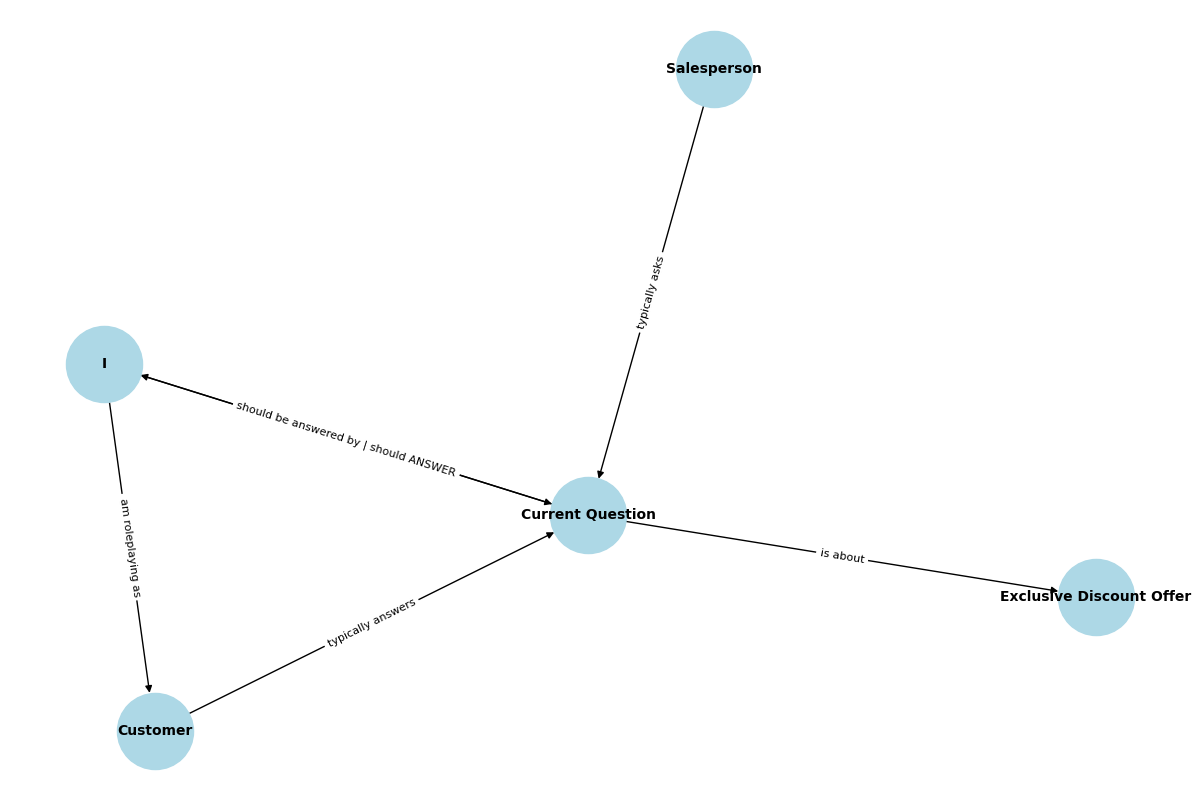 Salesperson
typically asks
I
should be answered by | should ANSWER
am roleplaying as
Current Question
is about
Exclusive Discount Offer
typically answers
Customer